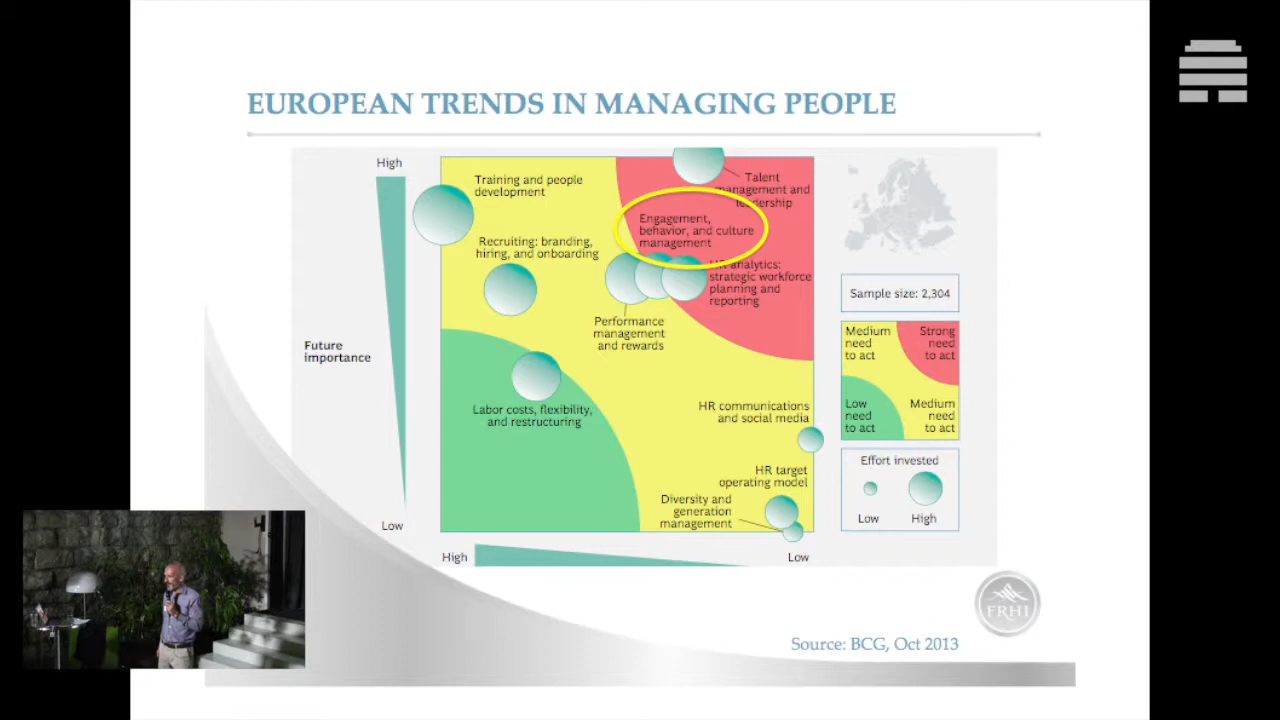 EUROPEAN TRENDS IN MANAGING PEOPLE
High
Future
importance
Low
Training and people
development
Talent
management and
leadership
Engagement,
behavior, and culture
management
Recruiting: branding,
hiring, and onboarding
HR analytics:
strategic workforce
planning and
reporting
Performance
management
and rewards
Labor costs, flexibility,
and restructuring
HR communications
and social media
HR target
operating model
Diversity and
generation
management
High
Low
Sample size: 2,304
Medium
need
to act
Strong
need
to act
Low
need
to act
Medium
need
to act
Effort invested
Low
High
FRHI
Source: BCG, Oct 2013